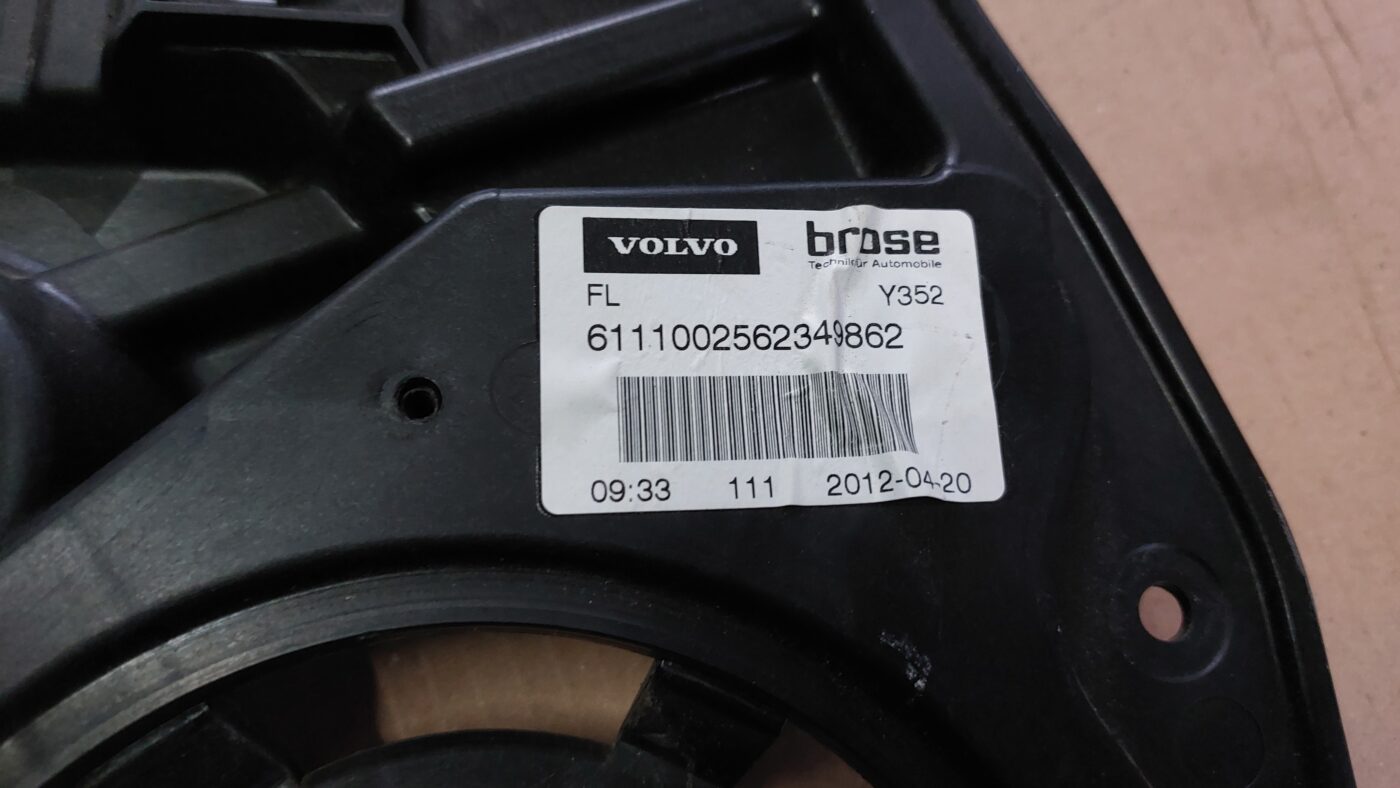 VOLVO brose
Technik für Automobile
FL Y352
6111002562349862
09:33 111 2012-04-20